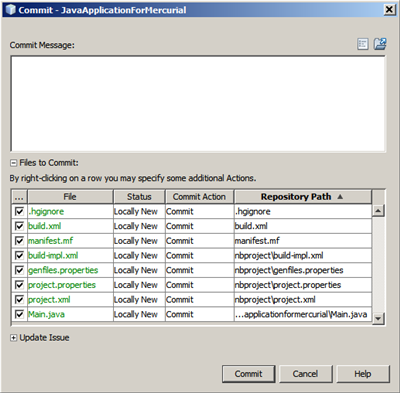 Commit - JavaApplicationForMercurial
Commit Message:
Files to Commit:
By right-clicking on a row you may specify some additional Actions.
... File Status Commit Action Repository Path
.hgignore Locally New Commit .hgignore
build.xml Locally New Commit build.xml
manifest.mf Locally New Commit manifest.mf
build-impl.xml Locally New Commit nbproject\build-impl.xml
genfiles.properties Locally New Commit nbproject\genfiles.properties
project.properties Locally New Commit nbproject\project.properties
project.xml Locally New Commit nbproject\project.xml
Main.java Locally New Commit ...applicationformercurial\Main.java
Update Issue
Commit Cancel Help